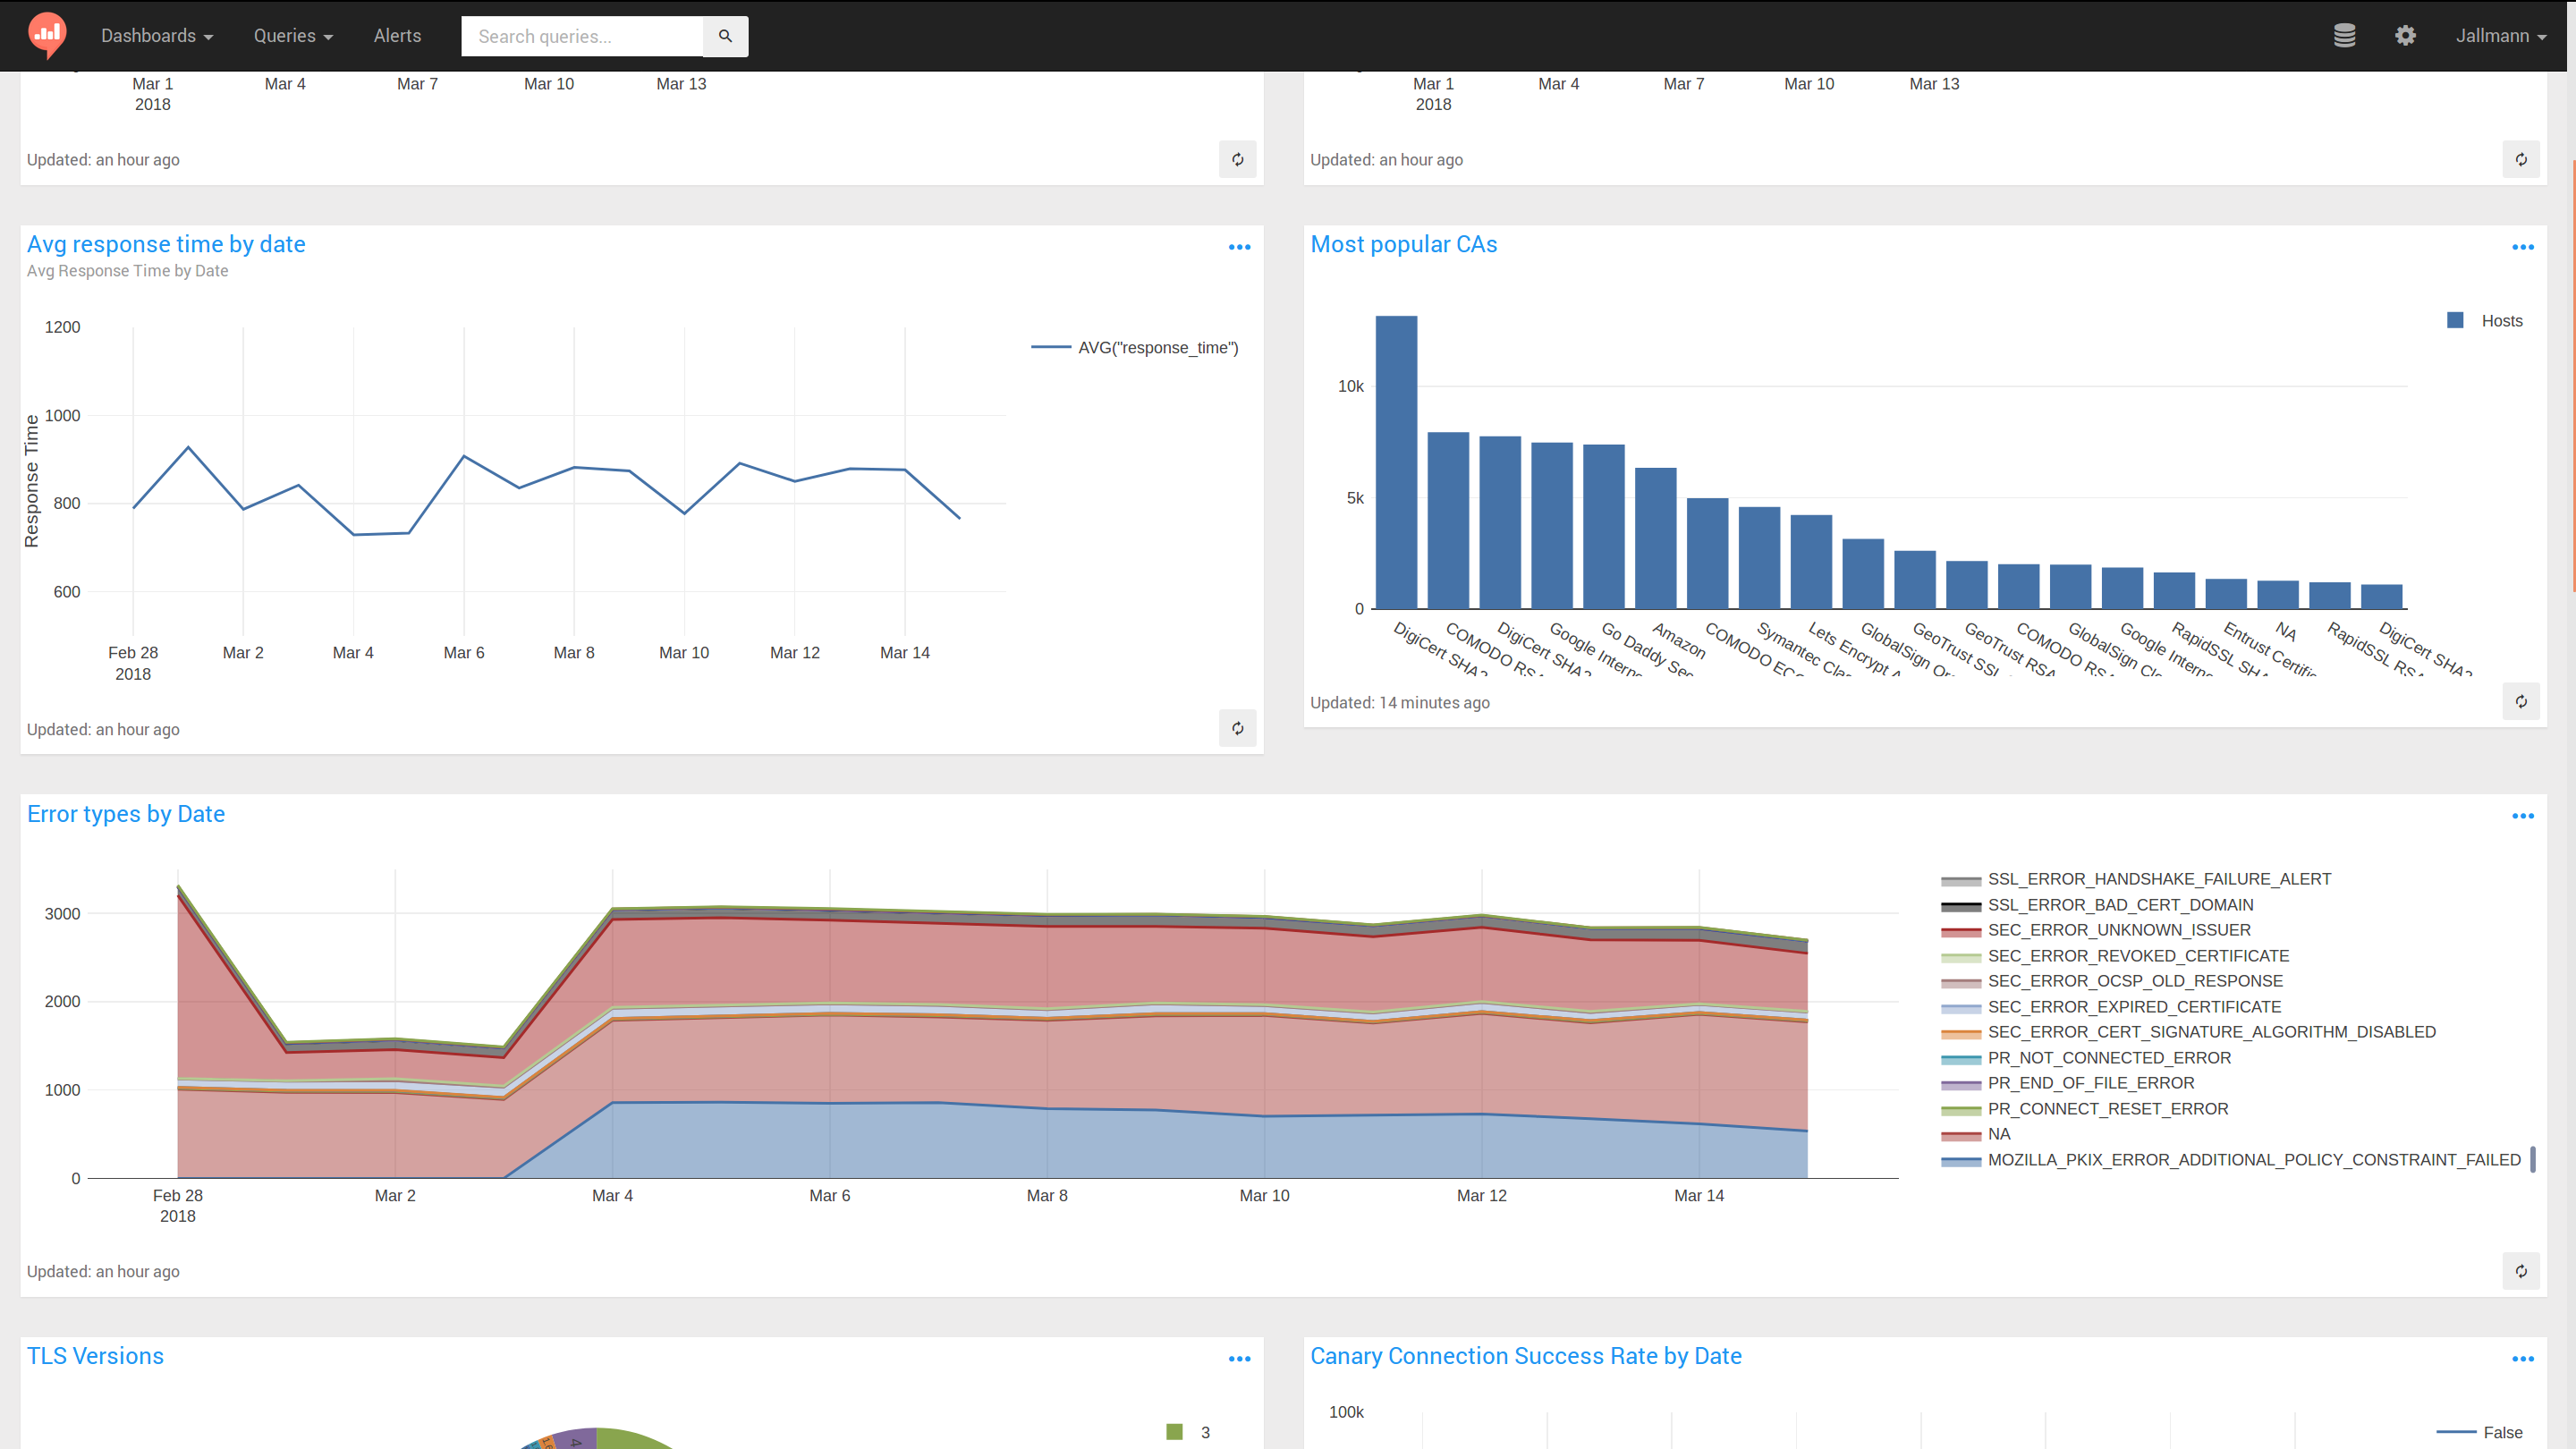 Dashboards
Queries
Alerts
Search queries...
Jallmann
Mar 1 Mar 4 Mar 7 Mar 10 Mar 13
2018
Updated: an hour ago
Mar 1 Mar 4 Mar 7 Mar 10 Mar 13
2018
Updated: an hour ago
Avg response time by date
Avg Response Time by Date
Response Time
1200
1000
800
600
AVG("response_time")
Feb 28 Mar 2 Mar 4 Mar 6 Mar 8 Mar 10 Mar 12 Mar 14
2018
Updated: an hour ago
Most popular CAs
Hosts
10k
5k
0
DigiCert SHA2
COMODO RSA
DigiCert SHA2
Google Interne
Go Daddy Sec
Amazon
COMODO ECC
Symantec Clas
Lets Encrypt A
GlobalSign Or
GeoTrust SSL
GeoTrust RSA
COMODO RSA
GlobalSign Clo
Google Interne
RapidSSL SHA
Entrust Certific
NA
RapidSSL RSA
DigiCert SHA2
Updated: 14 minutes ago
Error types by Date
3000
2000
1000
0
Feb 28 Mar 2 Mar 4 Mar 6 Mar 8 Mar 10 Mar 12 Mar 14
2018
SSL_ERROR_HANDSHAKE_FAILURE_ALERT
SSL_ERROR_BAD_CERT_DOMAIN
SEC_ERROR_UNKNOWN_ISSUER
SEC_ERROR_REVOKED_CERTIFICATE
SEC_ERROR_OCSP_OLD_RESPONSE
SEC_ERROR_EXPIRED_CERTIFICATE
SEC_ERROR_CERT_SIGNATURE_ALGORITHM_DISABLED
PR_NOT_CONNECTED_ERROR
PR_END_OF_FILE_ERROR
PR_CONNECT_RESET_ERROR
NA
MOZILLA_PKIX_ERROR_ADDITIONAL_POLICY_CONSTRAINT_FAILED
Updated: an hour ago
TLS Versions
4
3
Canary Connection Success Rate by Date
100k
False